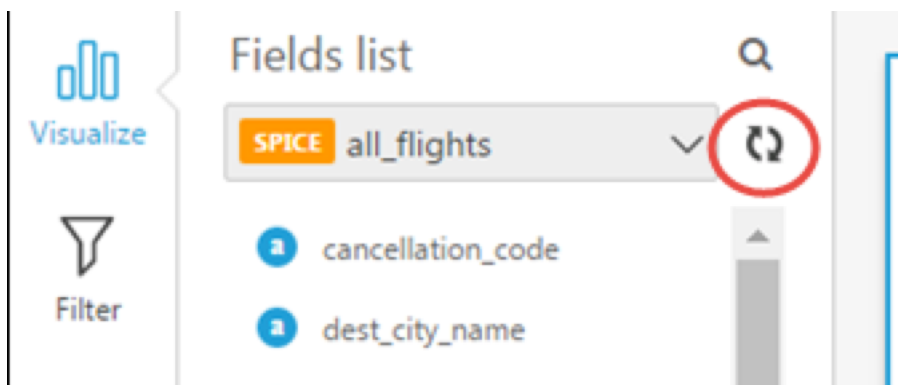 Fields list
Visualize
SPICE all_flights
a cancellation_code
Filter
a dest_city_name